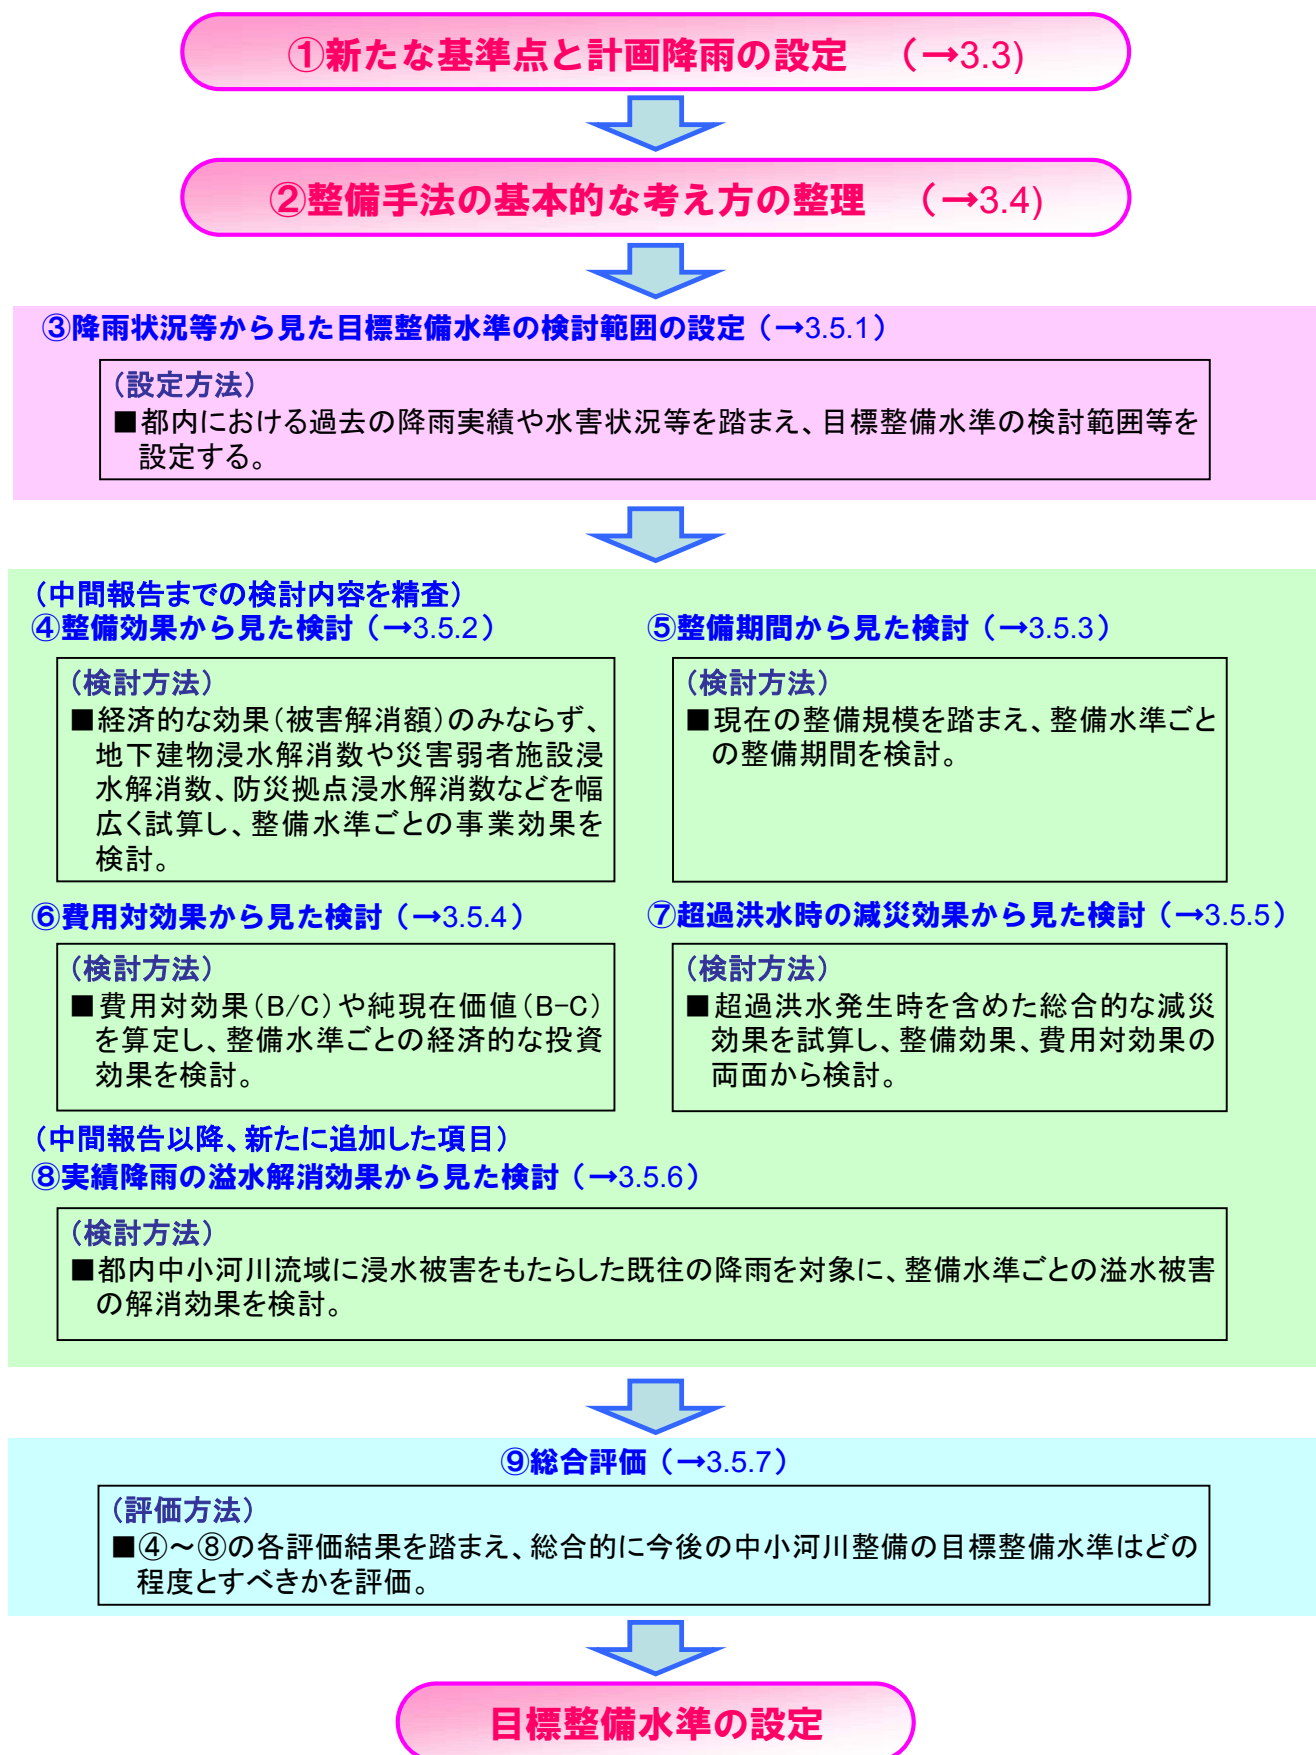 ①新たな基準点と計画降雨の設定　（→3.3)
②整備手法の基本的な考え方の整理　（→3.4)
③降雨状況等から見た目標整備水準の検討範囲の設定（→3.5.1）
（設定方法）
■都内における過去の降雨実績や水害状況等を踏まえ、目標整備水準の検討範囲等を
設定する。
（中間報告までの検討内容を精査）
④整備効果から見た検討（→3.5.2）
（検討方法）
■経済的な効果（被害解消額）のみならず、
地下建物浸水解消数や災害弱者施設浸
水解消数、防災拠点浸水解消数などを幅
広く試算し、整備水準ごとの事業効果を
検討。
⑤整備期間から見た検討（→3.5.3）
（検討方法）
■現在の整備規模を踏まえ、整備水準ごと
の整備期間を検討。
⑥費用対効果から見た検討（→3.5.4）
（検討方法）
■費用対効果（B/C）や純現在価値（B-C）
を算定し、整備水準ごとの経済的な投資
効果を検討。
⑦超過洪水時の減災効果から見た検討（→3.5.5）
（検討方法）
■超過洪水発生時を含めた総合的な減災
効果を試算し、整備効果、費用対効果の
両面から検討。
（中間報告以降、新たに追加した項目）
⑧実績降雨の溢水解消効果から見た検討（→3.5.6）
（検討方法）
■都内中小河川流域に浸水被害をもたらした既往の降雨を対象に、整備水準ごとの溢水被害
の解消効果を検討。
⑨総合評価（→3.5.7）
（評価方法）
■④～⑧の各評価結果を踏まえ、総合的に今後の中小河川整備の目標整備水準はどの
程度とすべきかを評価。
目標整備水準の設定